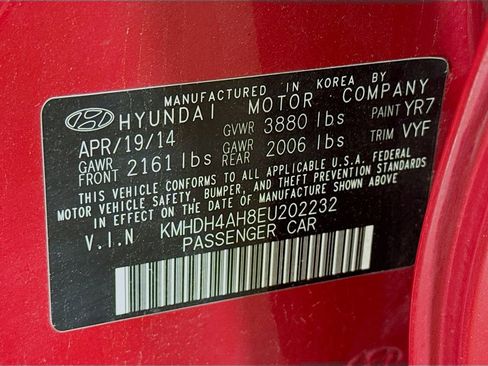 MANUFACTURED IN KOREA BY
HYUNDAI MOTOR COMPANY
APR/19/14 GVWR 3880 lbs PAINT YR7
GAWR FRONT 2161 lbs GAWR REAR 2006 lbs TRIM VYF
THIS VEHICLE CONFORMS TO ALL APPLICABLE U.S.A. FEDERAL
MOTOR VEHICLE SAFETY, BUMPER, AND THEFT PREVENTION STANDARDS
IN EFFECT ON THE DATE OF MANUFACTURE SHOWN ABOVE.
V.I.N KMHDH4AH8EU202232
PASSENGER CAR